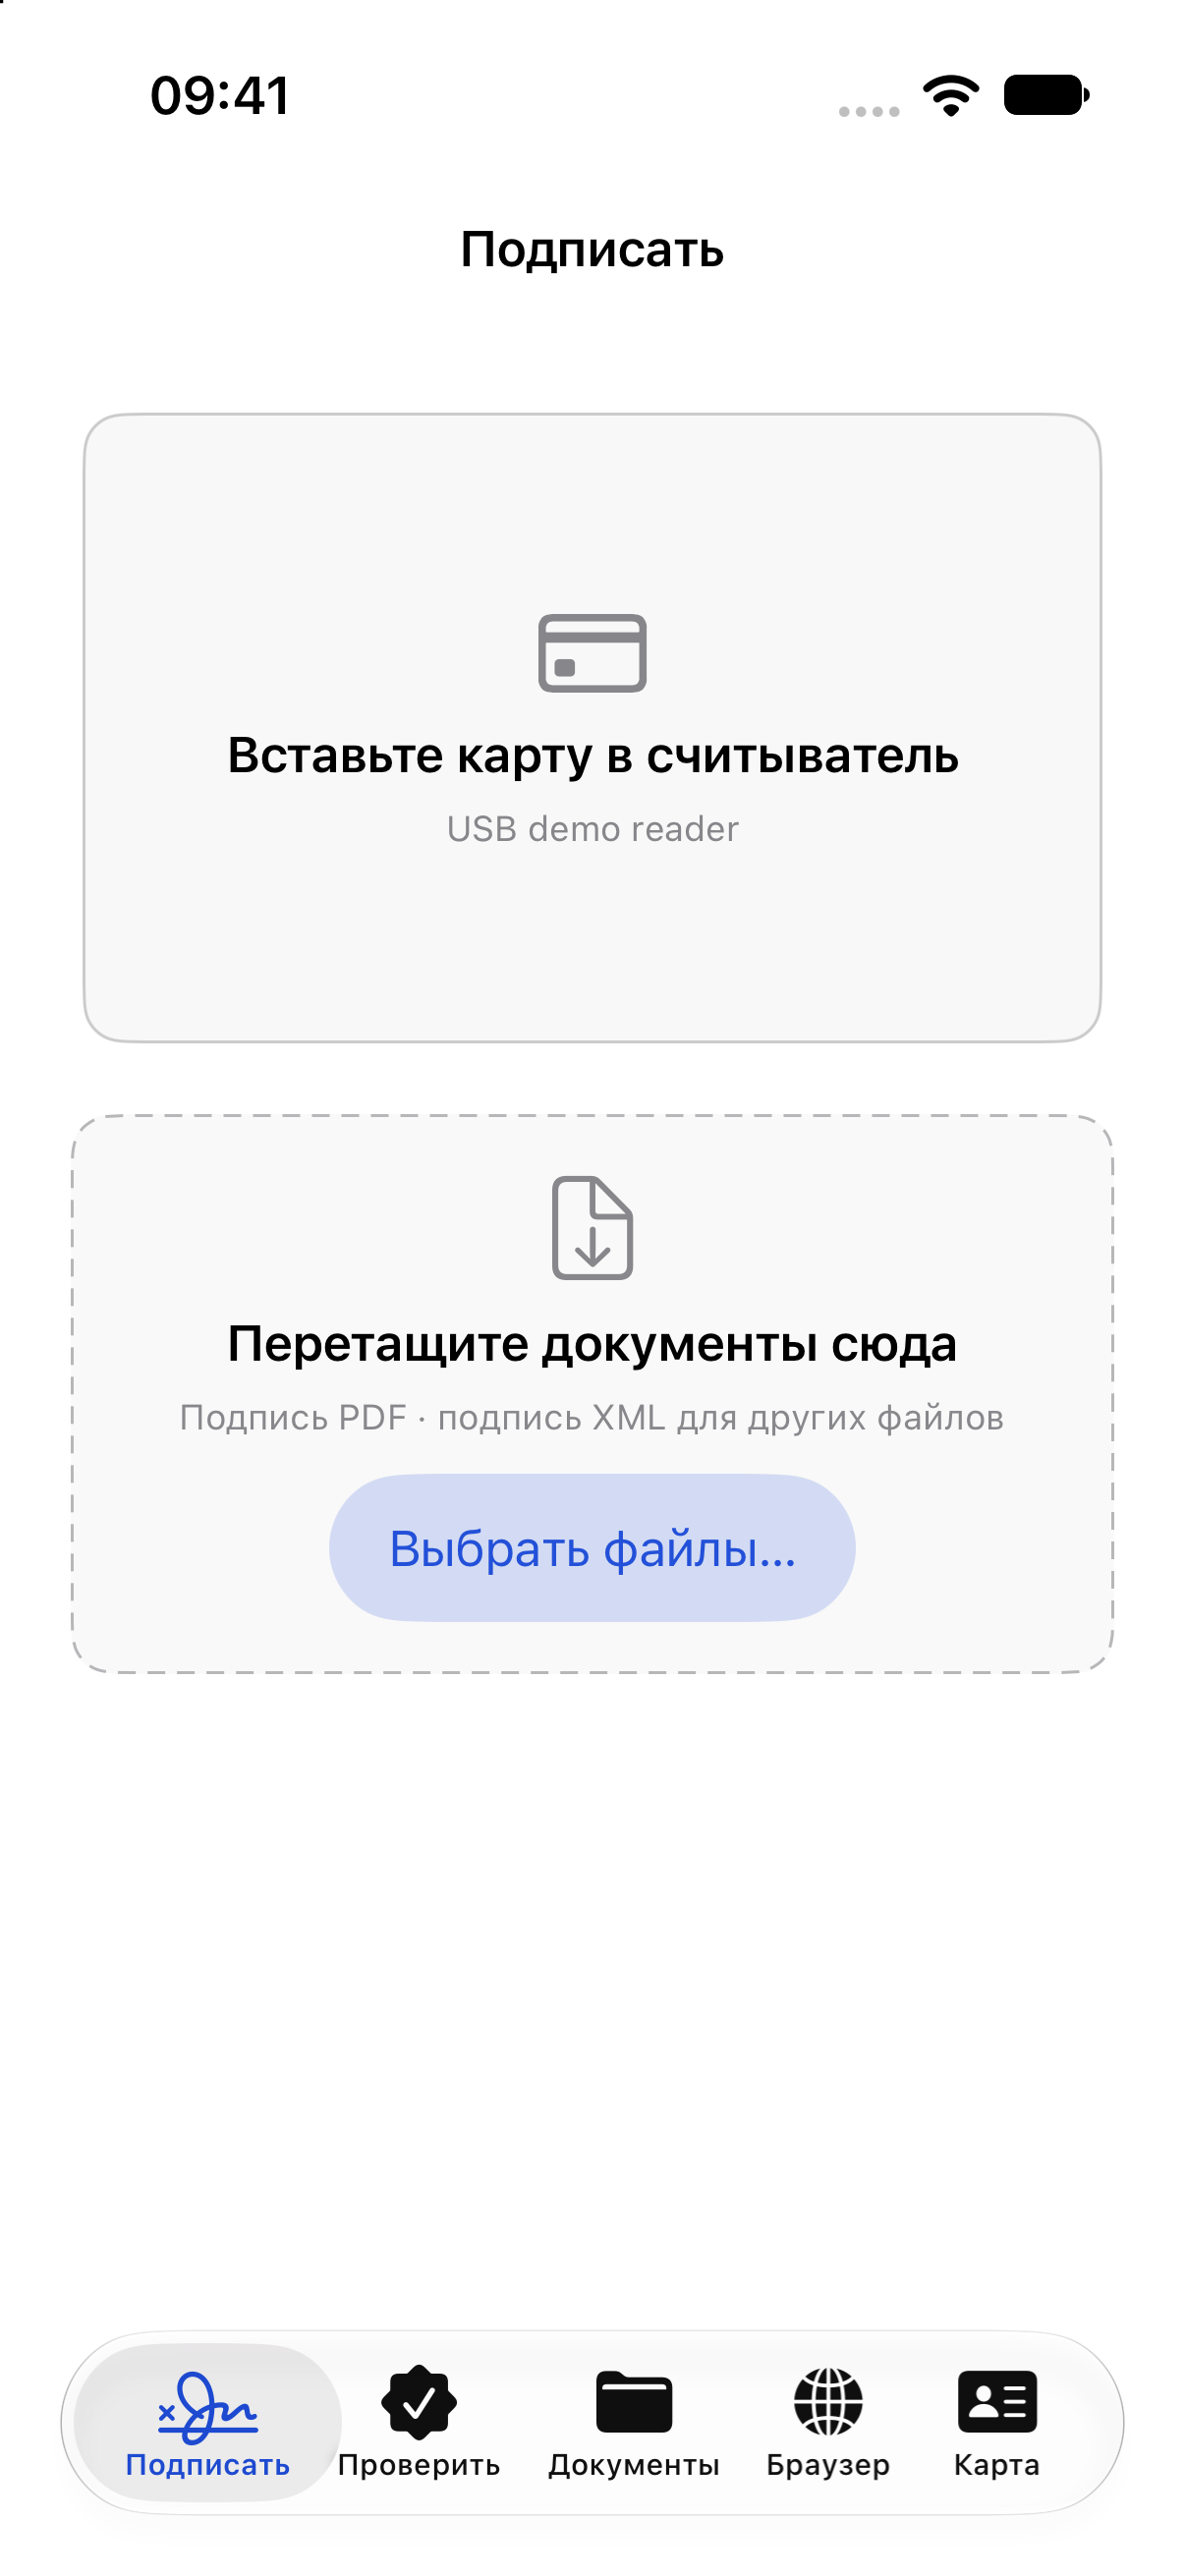 09:41
Подписать
Вставьте карту в считыватель
USB demo reader
Перетащите документы сюда
Подпись PDF · подпись XML для других файлов
Выбрать файлы...
Подписать
Проверить
Документы
Браузер
Карта